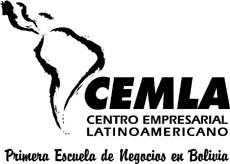 CEMLA
CENTRO EMPRESARIAL
LATINOAMERICANO
Primera Escuela de Negocios en Bolivia